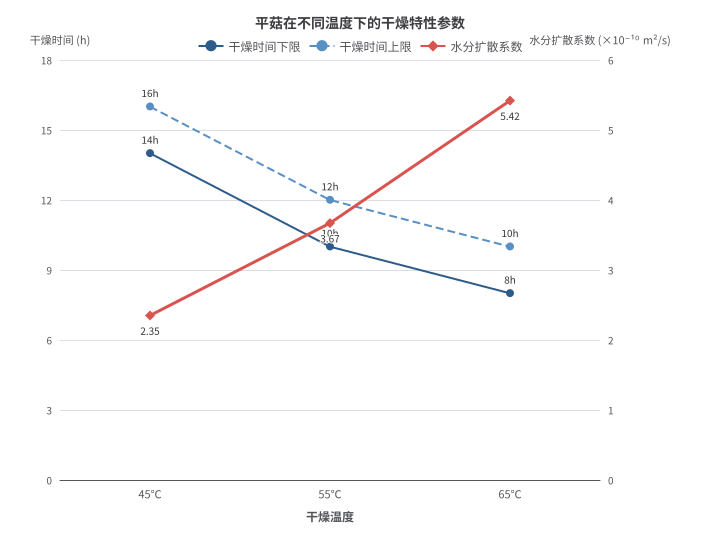 平菇在不同温度下的干燥特性参数
干燥时间 (h)
干燥时间下限
干燥时间上限
水分扩散系数
水分扩散系数 (×10⁻¹⁰ m²/s)
18
6
16h
14h
15
5
5.42
12h
12
4
10h
3.67
10h
9
3
8h
2.35
6
2
3
1
0
0
45℃
55℃
65℃
干燥温度